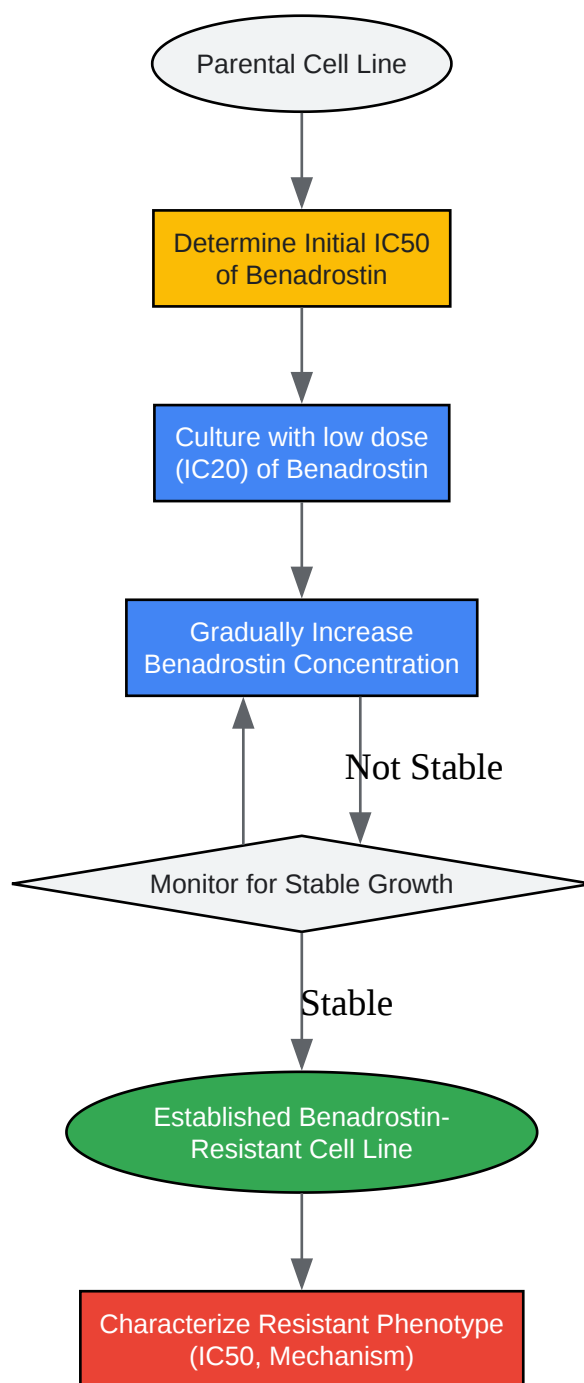 Parental Cell Line
Determine Initial IC50
of Benadrostin
Culture with low dose
(IC20) of Benadrostin
Gradually Increase
Benadrostin Concentration
Not Stable
Monitor for Stable Growth
Stable
Established Benadrostin-
Resistant Cell Line
Characterize Resistant Phenotype
(IC50, Mechanism)